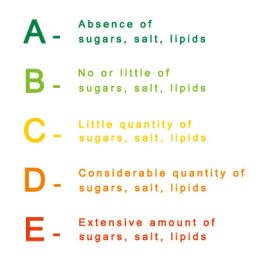 A - Absence of
sugars, salt, lipids
B - No or little of
sugars, salt, lipids
C - Little quantity of
sugars, salt, lipids
D - Considerable quantity of
sugars, salt, lipids
E - Extensive amount of
sugars, salt, lipids